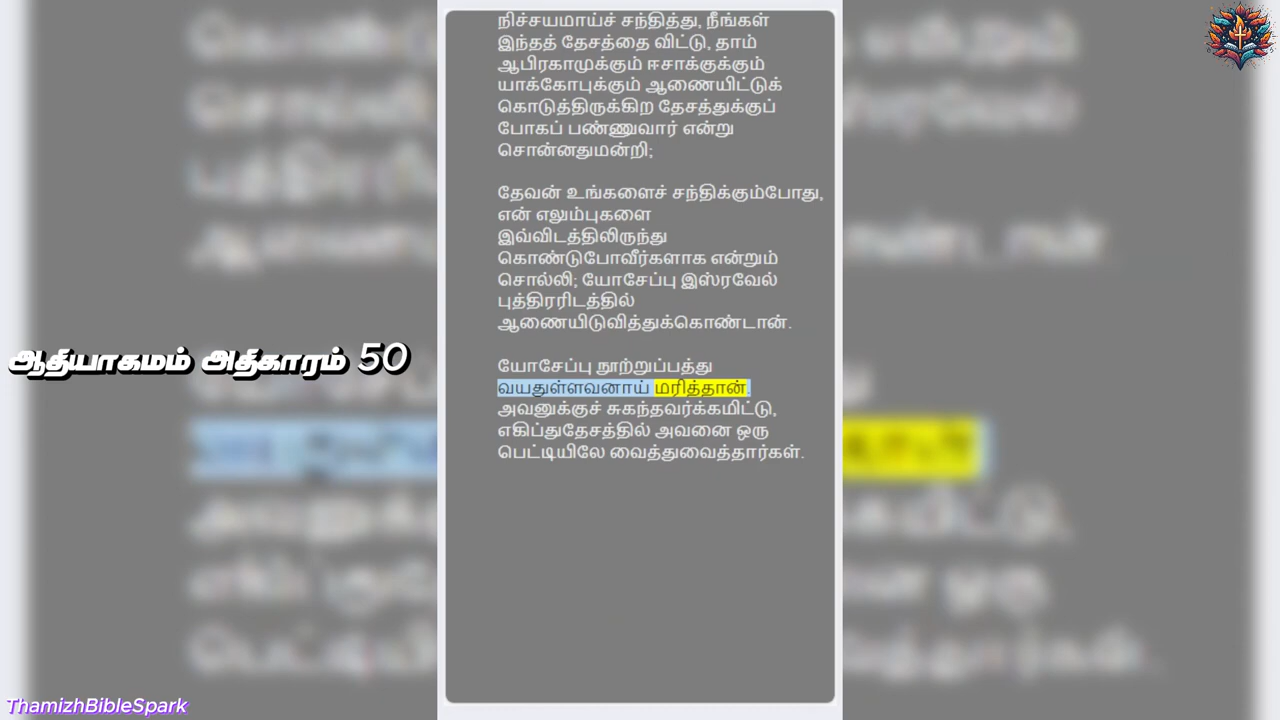 நிச்சயமாய்ச் சந்தித்து, நீங்கள்
இந்தத் தேசத்தை விட்டு, தாம்
ஆபிரகாமுக்கும் ஈசாக்குக்கும்
யாக்கோபுக்கும் ஆணையிட்டுக்
கொடுத்திருக்கிற தேசத்துக்குப்
போகப் பண்ணுவார் என்று
சொன்னதுமன்றி;
தேவன் உங்களைச் சந்திக்கும்போது,
என் எலும்புகளை
இவ்விடத்திலிருந்து
கொண்டுபோவீர்களாக என்றும்
சொல்லி; யோசேப்பு இஸ்ரவேல்
புத்திரரிடத்தில்
ஆணையிடுவித்துக்கொண்டான்.
யோசேப்பு நூற்றுப்பத்து
வயதுள்ளவனாய் மரித்தான்.
அவனுக்குச் சுகந்தவர்க்கமிட்டு,
எகிப்துதேசத்தில் அவனை ஒரு
பெட்டியிலே வைத்துவைத்தார்கள்.
ஆதியாகமம் அதிகாரம் 50
ThamizhBibleSpark